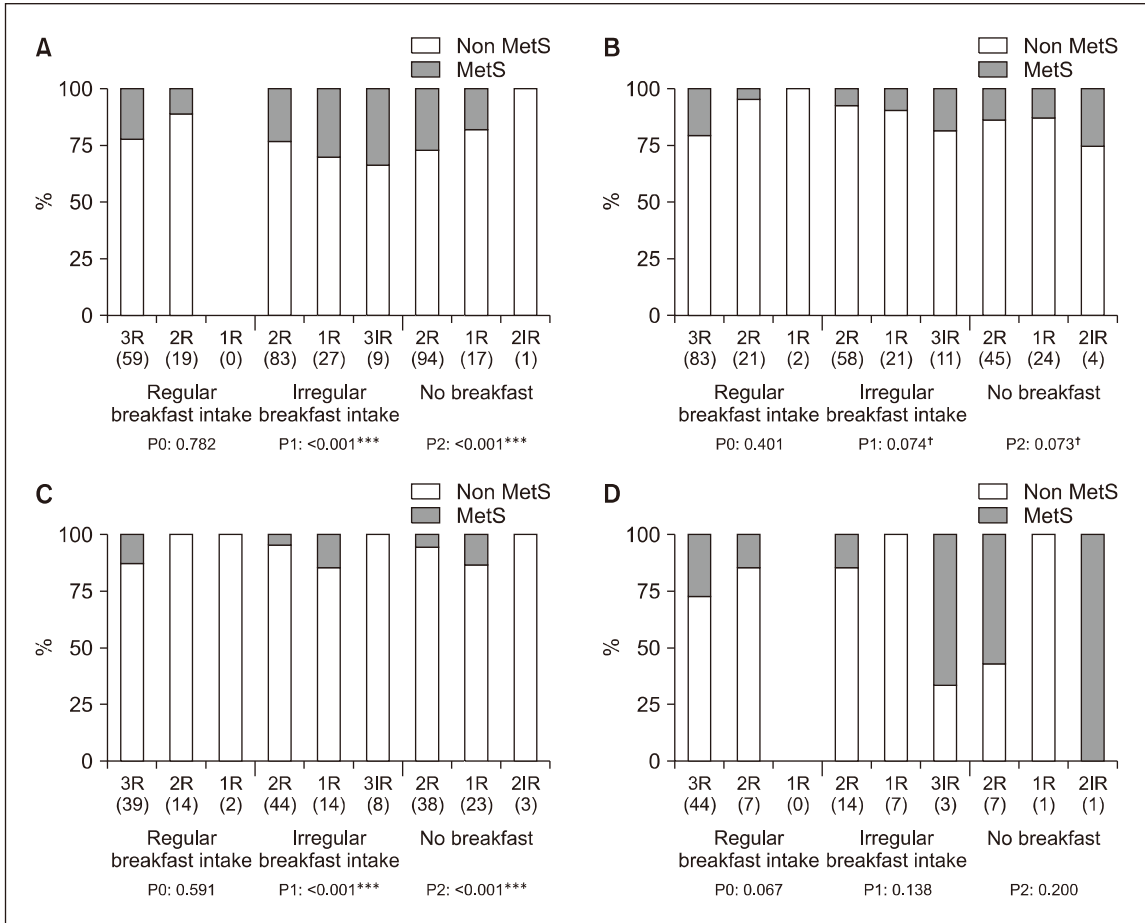 A
Non MetS
MetS
100
75
50
25
0
%
3R 2R 1R 2R 1R 3IR 2R 1R 2IR
(59) (19) (0) (83) (27) (9) (94) (17) (1)
Regular breakfast intake
Irregular breakfast intake
No breakfast
P0: 0.782 P1: <0.001*** P2: <0.001***
B
Non MetS
MetS
100
75
50
25
0
%
3R 2R 1R 2R 1R 3IR 2R 1R 2IR
(83) (21) (2) (58) (21) (11) (45) (24) (4)
Regular breakfast intake
Irregular breakfast intake
No breakfast
P0: 0.401 P1: 0.074† P2: 0.073†
C
Non MetS
MetS
100
75
50
25
0
%
3R 2R 1R 2R 1R 3IR 2R 1R 2IR
(39) (14) (2) (44) (14) (8) (38) (23) (3)
Regular breakfast intake
Irregular breakfast intake
No breakfast
P0: 0.591 P1: <0.001*** P2: <0.001***
D
Non MetS
MetS
100
75
50
25
0
%
3R 2R 1R 2R 1R 3IR 2R 1R 2IR
(44) (7) (0) (14) (7) (3) (7) (1) (1)
Regular breakfast intake
Irregular breakfast intake
No breakfast
P0: 0.067 P1: 0.138 P2: 0.200